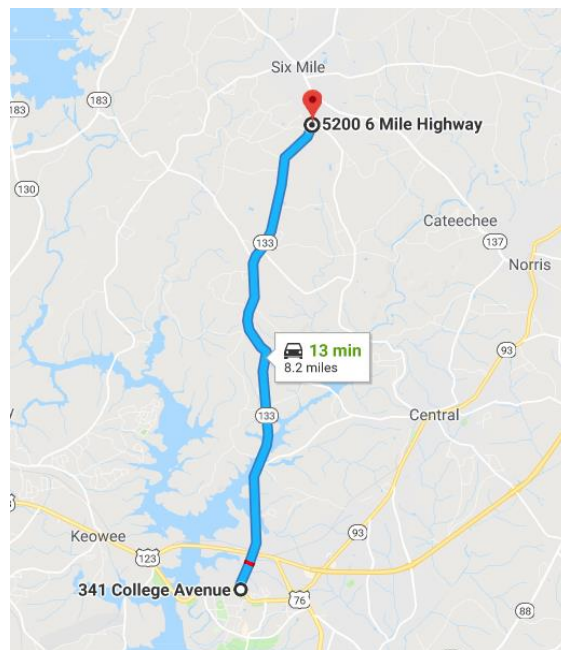 Six Mile
183
183
5200 6 Mile Highway
130
Cateechee
133
137
Norris
13 min
8.2 miles
93
133
Central
93
Keowee
123
341 College Avenue
76
88